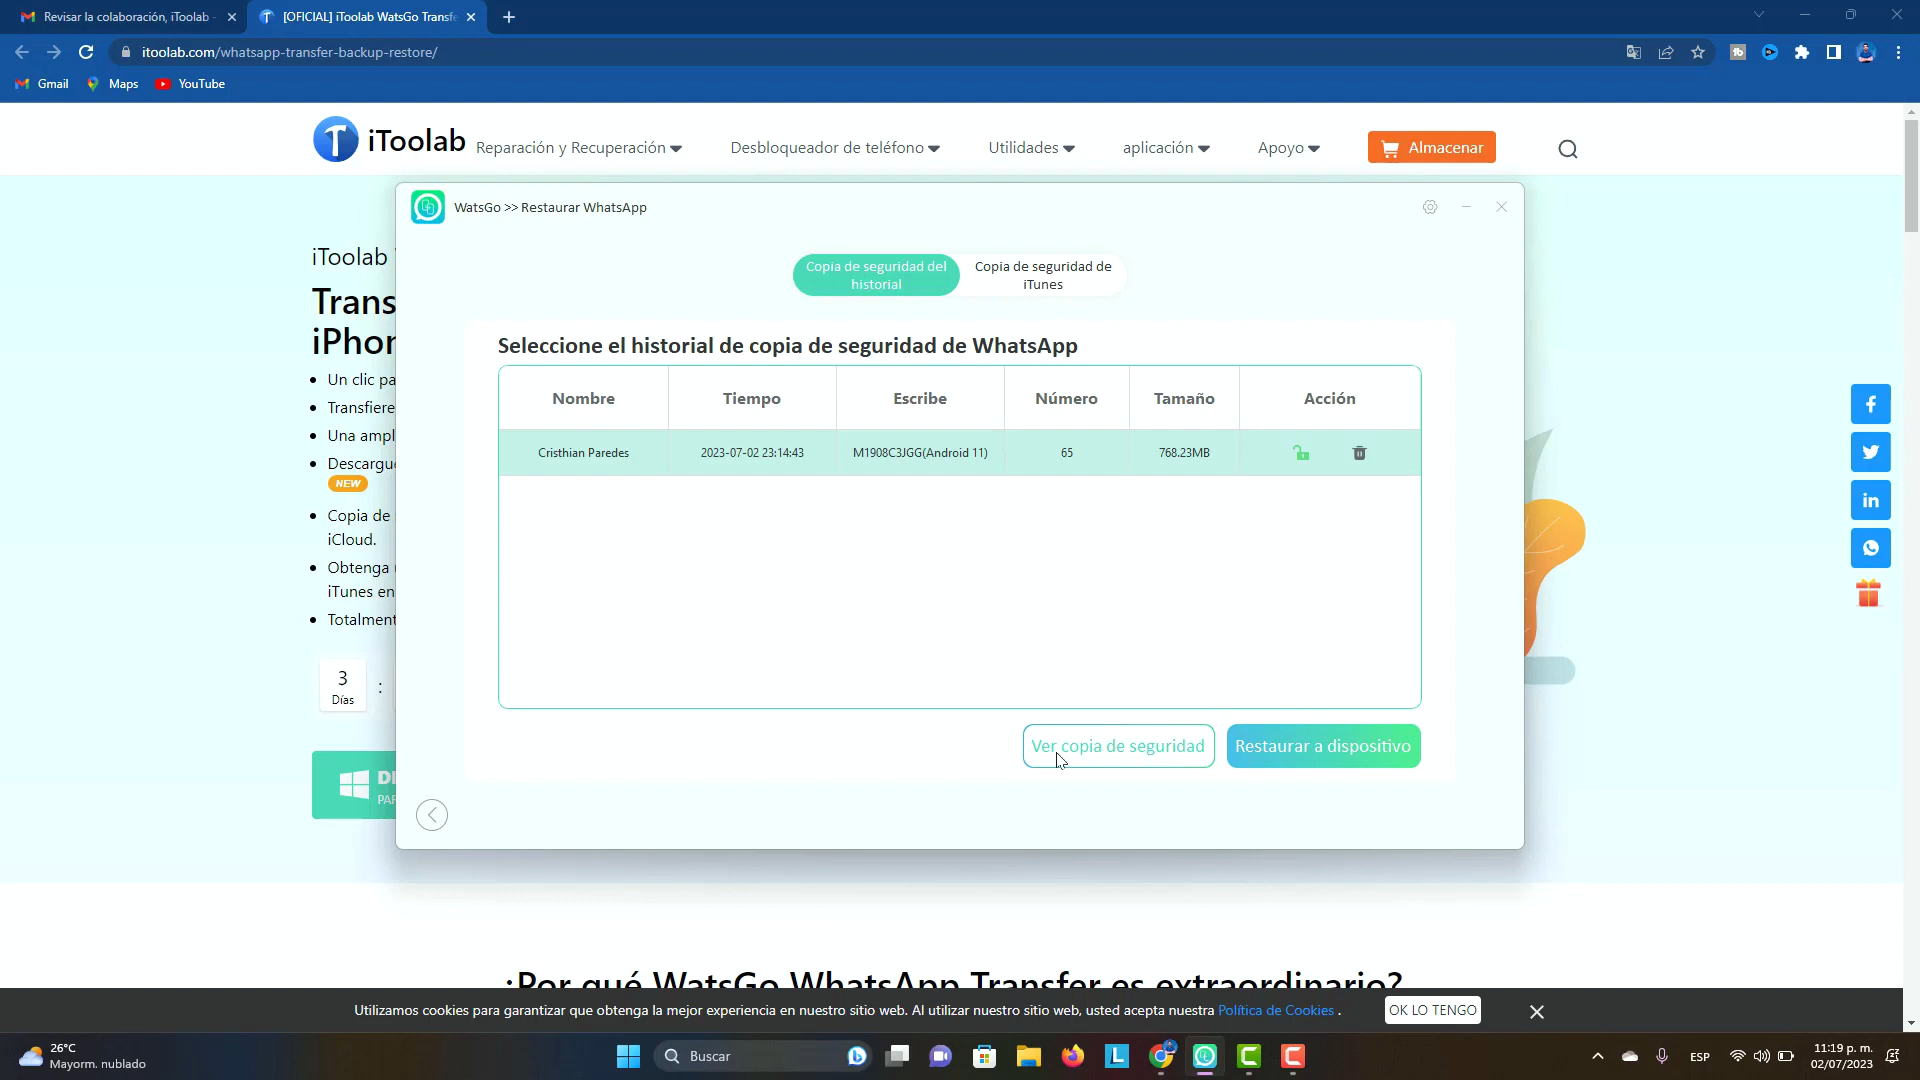 Revisar la colaboración, iToolab -
[OFICIAL] iToolab WatsGo Transfe
itoolab.com/whatsapp-transfer-backup-restore/
Gmail
Maps
YouTube
iToolab
Reparación y Recuperación
Desbloqueador de teléfono
Utilidades
aplicación
Apoyo
Almacenar
WatsGo >> Restaurar WhatsApp
iToolab
Copia de seguridad del
historial
Copia de seguridad de
iTunes
Trans
iPhon
Seleccione el historial de copia de seguridad de WhatsApp
Nombre
Tiempo
Escribe
Número
Tamaño
Acción
Cristhian Paredes
2023-07-02 23:14:43
M1908C3JGG(Android 11)
65
768.23MB
Un clic pa
Transfiere
Una ampl
Descargue
NEW
Copia de
iCloud.
Obtenga
iTunes en
Totalment
3
Días
:
Ver copia de seguridad
Restaurar a dispositivo
¿Por qué WatsGo WhatsApp Transfer es extraordinario?
Utilizamos cookies para garantizar que obtenga la mejor experiencia en nuestro sitio web. Al utilizar nuestro sitio web, usted acepta nuestra Política de Cookies .
OK LO TENGO
26°C
Mayorm. nublado
Buscar
ESP
11:19 p. m.
02/07/2023